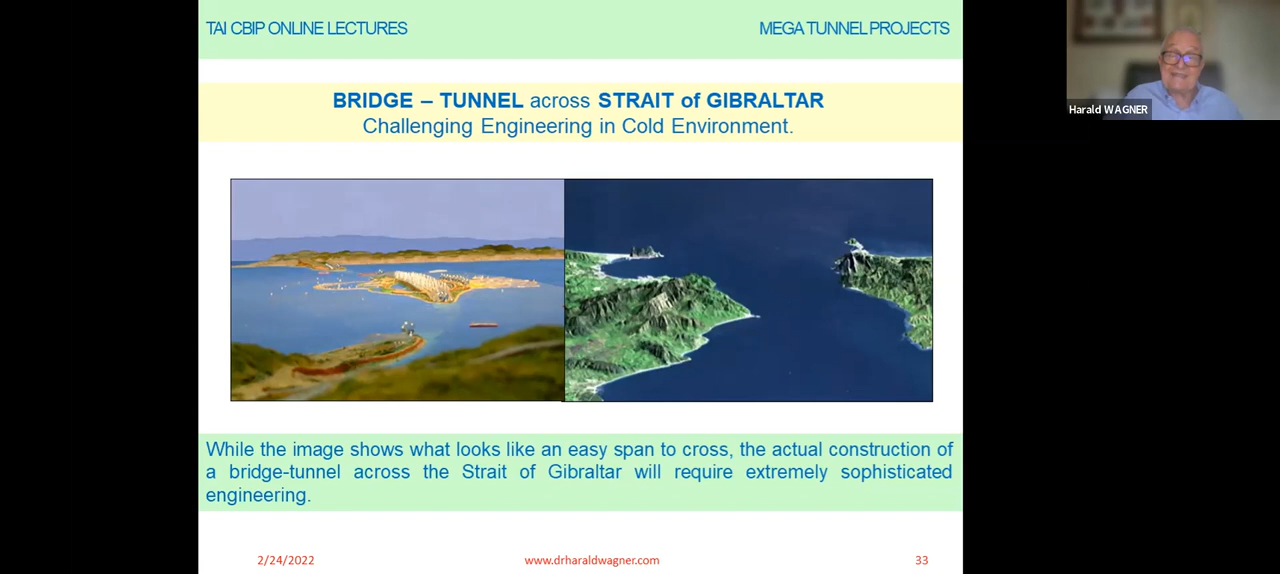 TAI CBIP ONLINE LECTURES
MEGA TUNNEL PROJECTS
Harald WAGNER
BRIDGE – TUNNEL across STRAIT of GIBRALTAR
Challenging Engineering in Cold Environment.
While the image shows what looks like an easy span to cross, the actual construction of
a bridge-tunnel across the Strait of Gibraltar will require extremely sophisticated
engineering.
2/24/2022
www.drharaldwagner.com
33